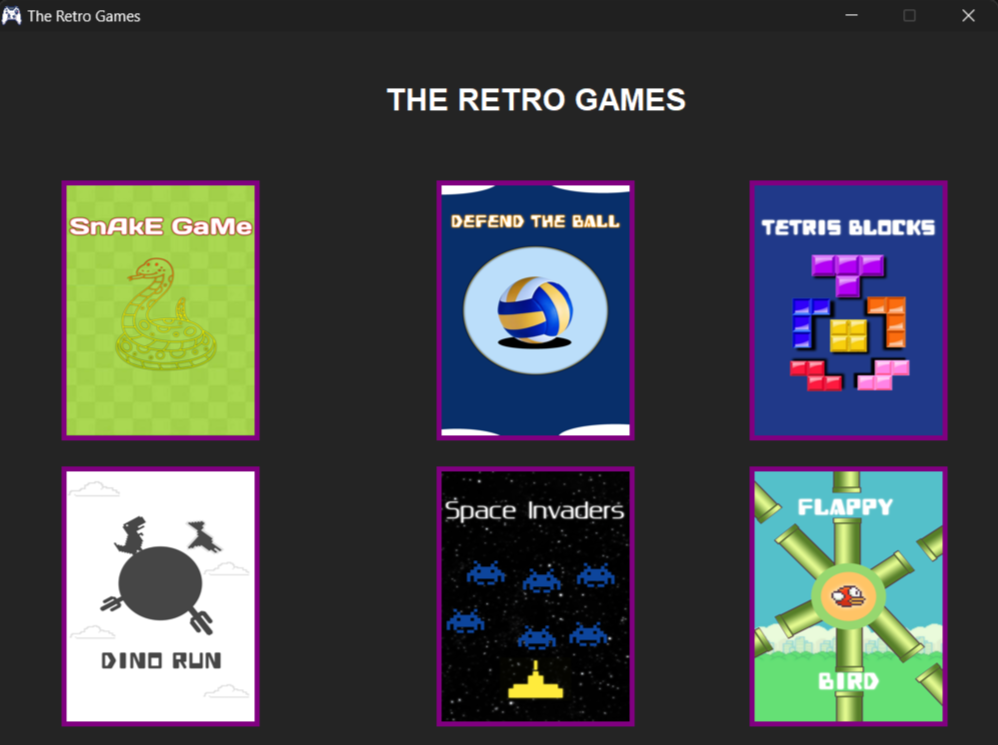 The Retro Games
THE RETRO GAMES
SnAkE GaMe
DEFEND THE BALL
TETRIS BLOCKS
DINO RUN
Space Invaders
FLAPPY
BIRD